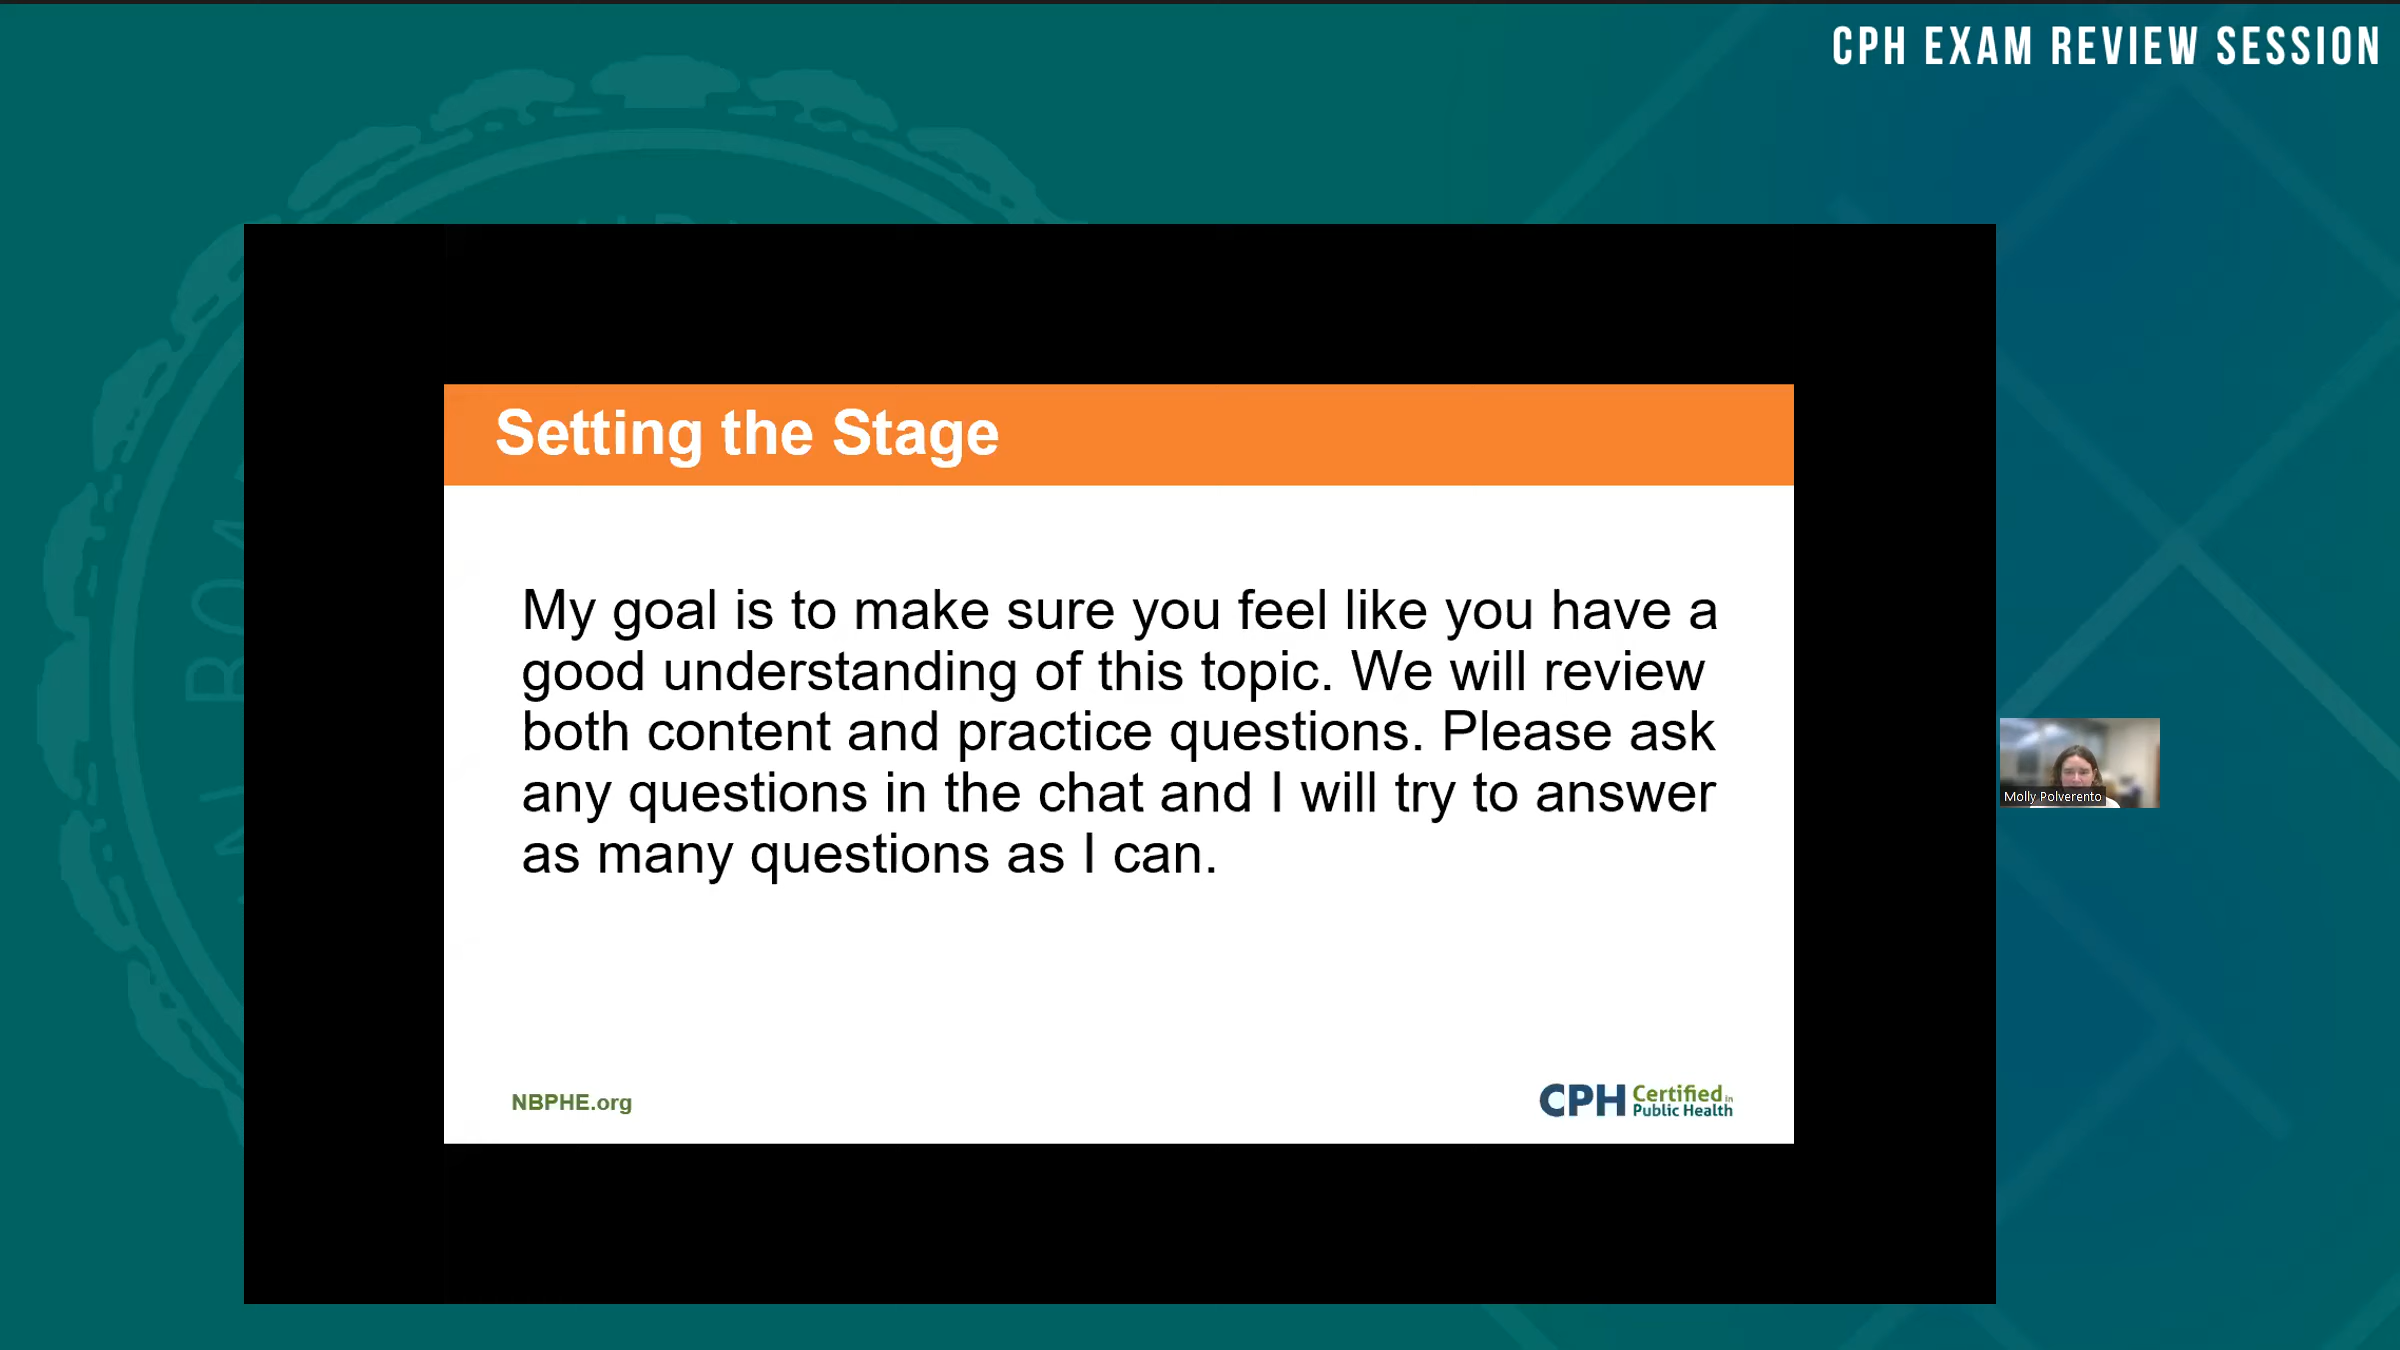 CPH EXAM REVIEW SESSION
Setting the Stage
My goal is to make sure you feel like you have a
good understanding of this topic. We will review
both content and practice questions. Please ask
any questions in the chat and I will try to answer
as many questions as I can.
Molly Polverento
NBPHE.org
CPH Certified in
Public Health